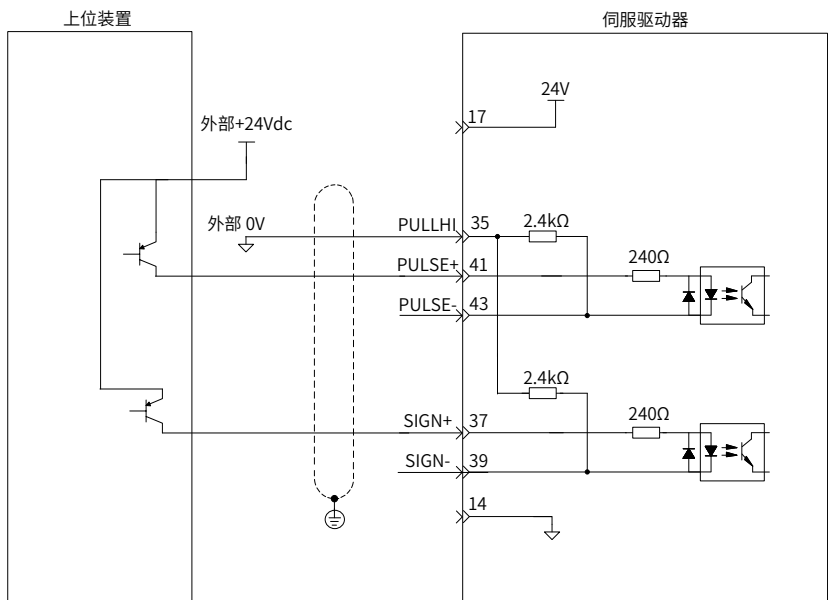 上位装置
伺服驱动器
24V
17
外部+24Vdc
外部 0V
PULLHI
35
2.4kΩ
PULSE+
41
240Ω
PULSE-
43
2.4kΩ
SIGN+
37
240Ω
SIGN-
39
14